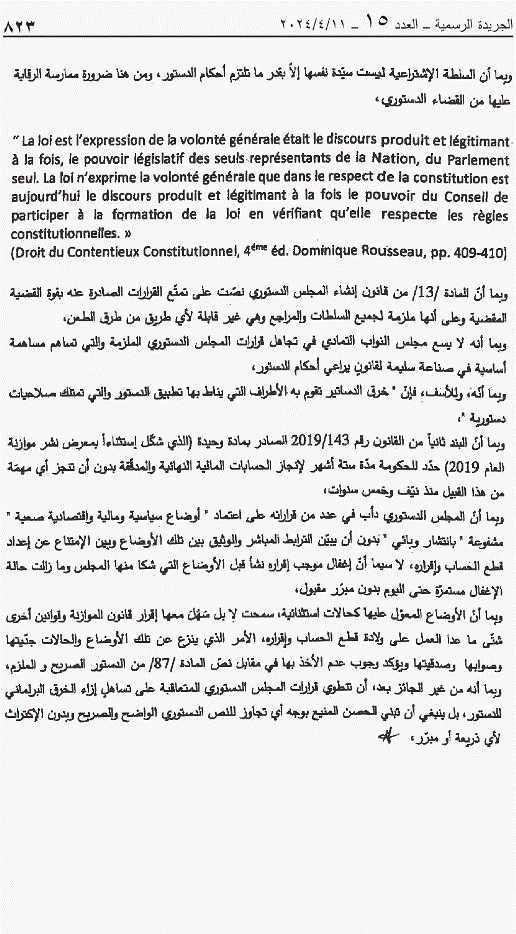 الجريدة الرسمية – العدد ١٥ – ٢٠٢٤/٤/١١
٨٢٣
وبما أن السلطة الإشتراعية ليست سيّدة نفسها إلاّ بقدر ما تلتزم أحكام الدستور، ومن هنا ضرورة ممارسة الرقابة
عليها من القضاء الدستوري،
" La loi est l'expression de la volonté générale était le discours produit et légitimant
à la fois, le pouvoir législatif des seuls représentants de la Nation, du Parlement
seul. La loi n'exprime la volonté générale que dans le respect de la constitution est
aujourd'hui le discours produit et légitimant à la fois le pouvoir du Conseil de
participer à la formation de la loi en vérifiant qu'elle respecte les règles
constitutionnelles. »
(Droit du Contentieux Constitutionnel, 4ème éd. Dominique Rousseau, pp. 409-410)
وبما أنّ المادة /13/ من قانون إنشاء المجلس الدستوري نصّت على تمتّع القرارات الصادرة عنه بقوة القضية
المقضية وعلى أنها ملزمة لجميع السلطات والمراجع وهي غير قابلة لأي طريق من طرق الطعن،
وبما أنه لا يسع مجلس النواب التمادي في تجاهل قرارات المجلس الدستوري الملزمة والتي تساهم مساهمة
أساسية في صناعة سليمة لقانون يراعي أحكام الدستور،
وبما أنّه، وللأسف، فإنّ " خرق الدساتير تقوم به الأطراف التي يناط بها تطبيق الدستور والتي تمتلك صلاحيات
دستورية "،
وبما أنّ البند ثانياً من القانون رقم 2019/143 الصادر بمادة وحيدة (الذي شكّل إستثناءاً بمعرض نشر موازنة
العام 2019) حدّد للحكومة مدّة ستة أشهر لإنجاز الحسابات المالية النهائية والمدقّقة بدون أن تنجز أي مهمّة
من هذا القبيل منذ نيّف وخمس سنوات،
وبما أنّ المجلس الدستوري دأب في عدد من قراراته على اعتماد " أوضاع سياسية ومالية واقتصادية صعبة "
مشفوعة " بانتشار وبائي " بدون أن يبيّن الترابط المباشر والوثيق بين تلك الأوضاع وبين الإمتناع عن إعداد
قطع الحساب وإقراره، لا سيما أنّ إغفال موجب إقراره نشأ قبل الأوضاع التي شكا منها المجلس وما زالت حالة
الإغفال مستمرّة حتى اليوم بدون مبرّر مقبول،
وبما أنّ الأوضاع المعوّل عليها كحالات استثنائية، سمحت لا بل سَهُلَ معها إقرار قانون الموازنة وقوانين أخرى
شتّى ما عدا العمل على ولادة قطع الحساب وإقراره، الأمر الذي ينزع عن تلك الأوضاع والحالات جدّيتها
وصوابها وصدقيتها ويؤكد وجوب عدم الأخذ بها في مقابل نصّ المادة /87/ من الدستور الصريح و الملزم،
وبما أنه من غير الجائز بعد، أن تنطوي قرارات المجلس الدستوري المتعاقبة على تساهلٍ إزاء الخرق البرلماني
للدستور، بل ينبغي أن تبني الحصن المنيع بوجه أي تجاوز للنص الدستوري الواضح والصريح وبدون الإكتراث
لأي ذريعة أو مبرّر،